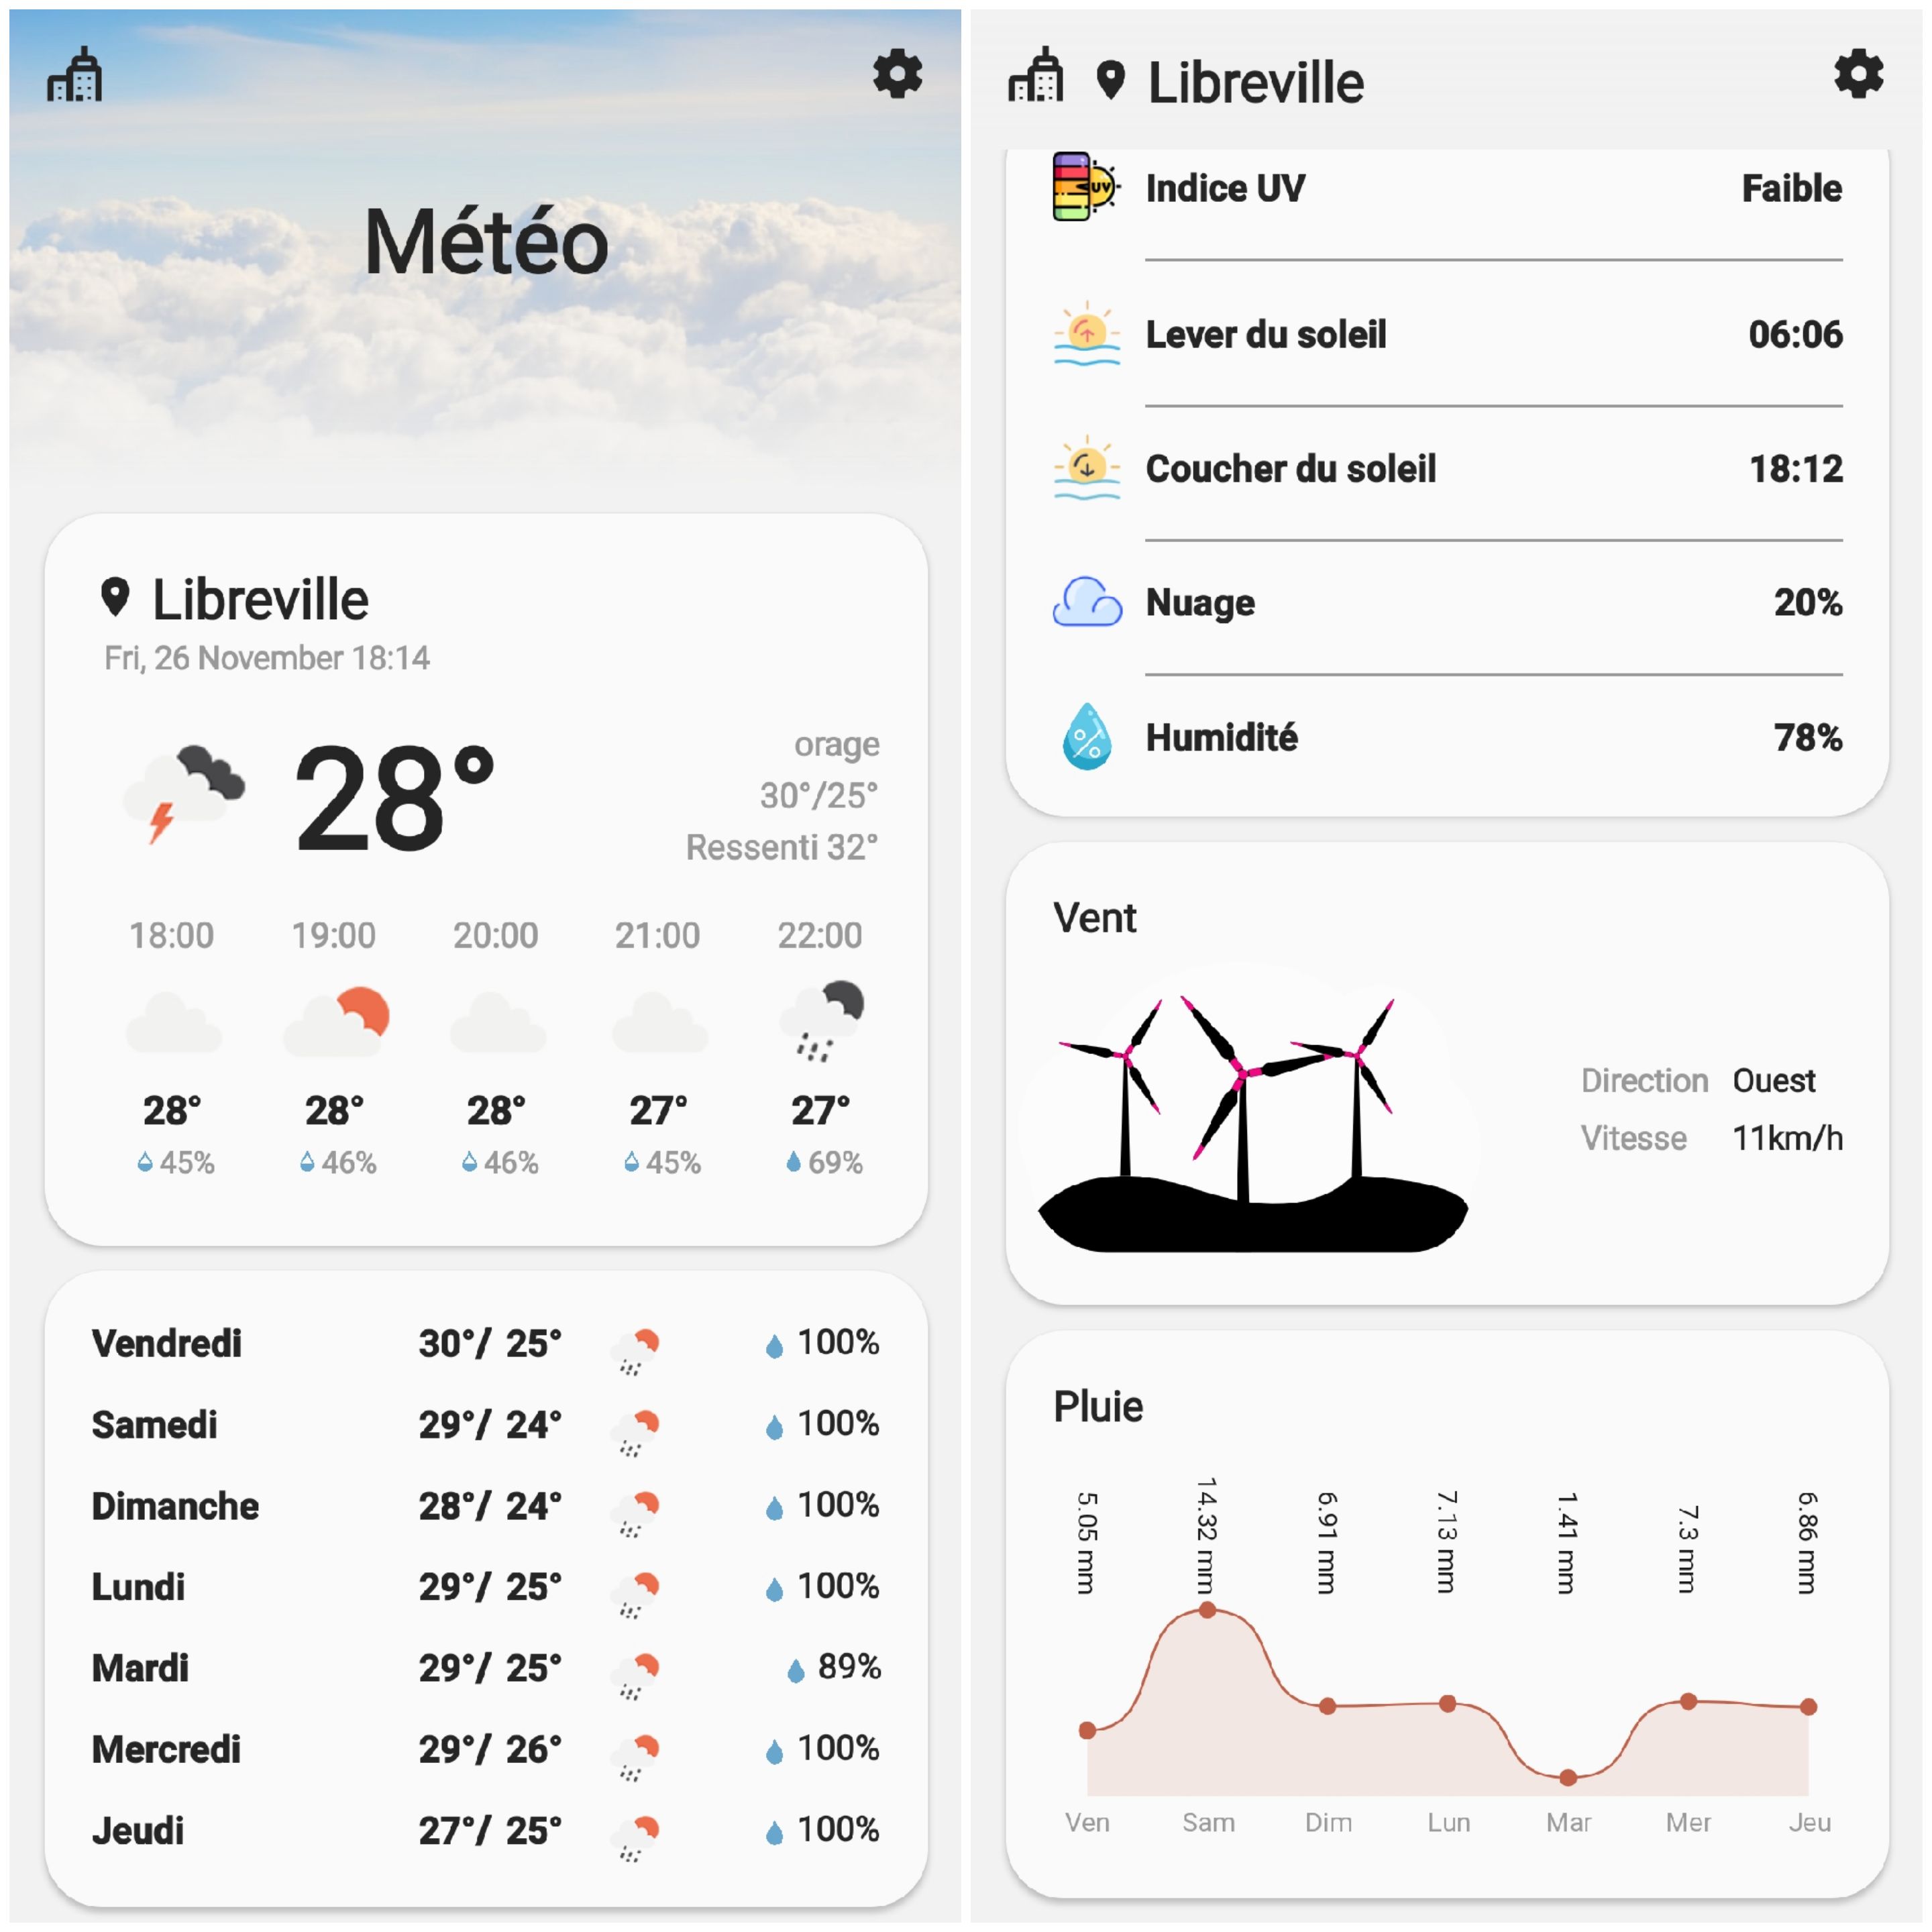 Météo
Libreville
Fri, 26 November 18:14
28°
orage
30°/25°
Ressenti 32°
18:00 19:00 20:00 21:00 22:00
28° 28° 28° 27° 27°
45% 46% 46% 45% 69%
Vendredi 30°/ 25° 100%
Samedi 29°/ 24° 100%
Dimanche 28°/ 24° 100%
Lundi 29°/ 25° 100%
Mardi 29°/ 25° 89%
Mercredi 29°/ 26° 100%
Jeudi 27°/ 25° 100%
Libreville
UV
Indice UV Faible
Lever du soleil 06:06
Coucher du soleil 18:12
Nuage 20%
Humidité 78%
Vent
Direction Ouest
Vitesse 11km/h
Pluie
5.05 mm 14.32 mm 6.91 mm 7.13 mm 1.41 mm 7.3 mm 6.86 mm
Ven Sam Dim Lun Mar Mer Jeu